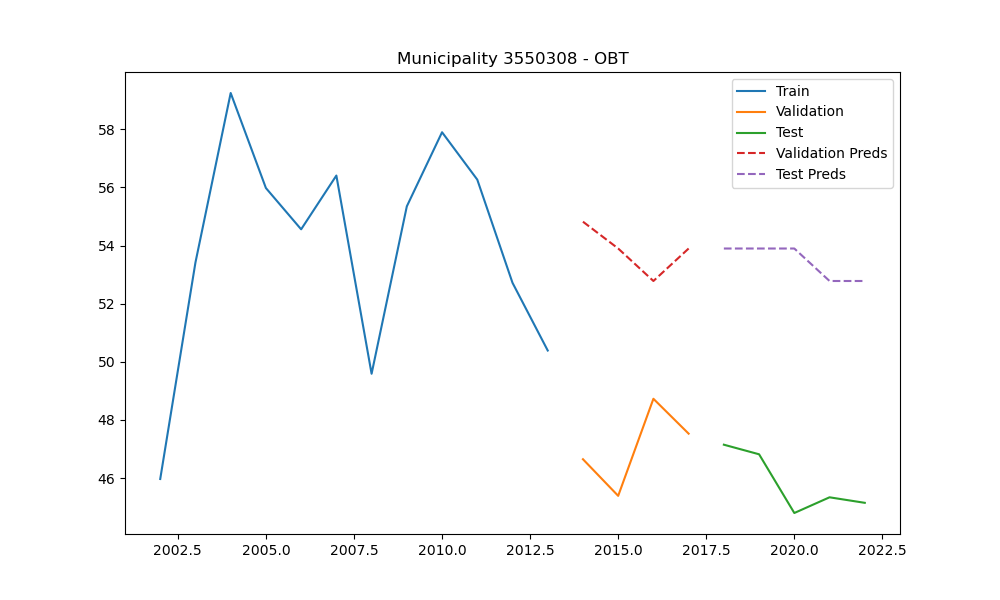 Municipality 3550308 - OBT
Train
Validation
Test
Validation Preds
Test Preds
58
56
54
52
50
48
46
2002.5 2005.0 2007.5 2010.0 2012.5 2015.0 2017.5 2020.0 2022.5